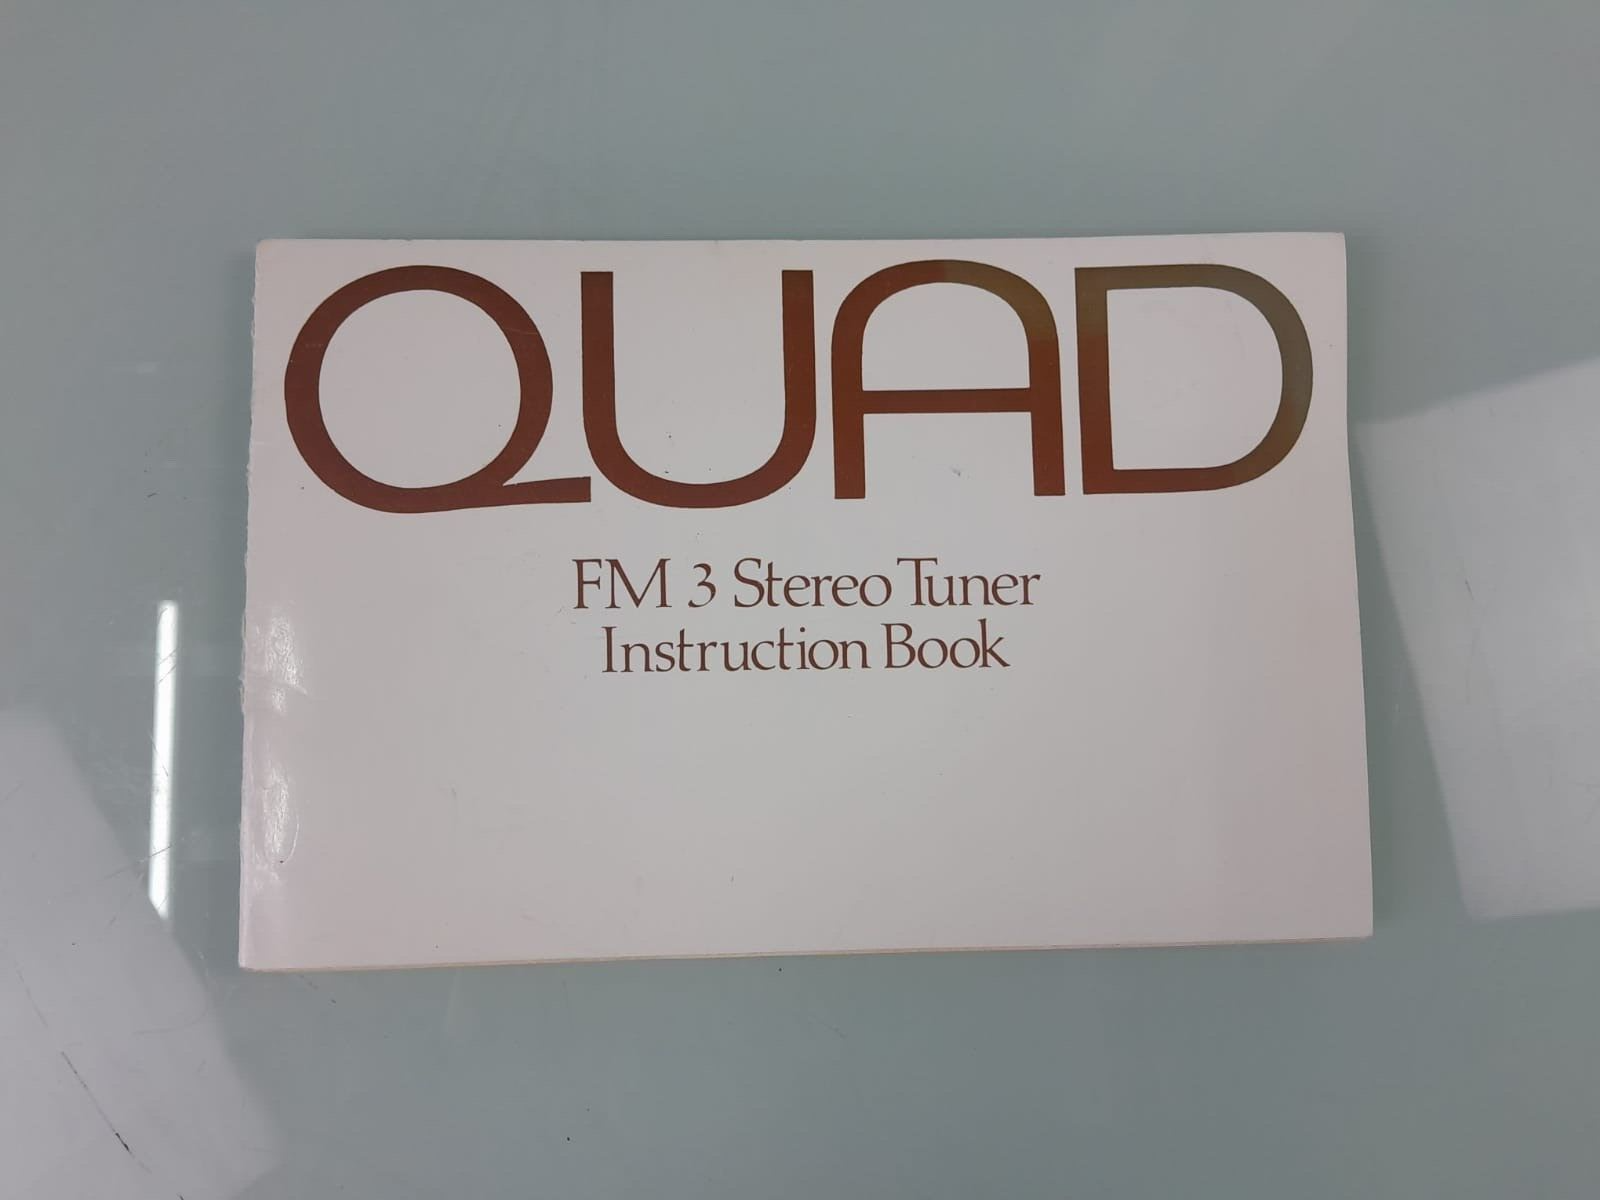 QUAD
FM 3 Stereo Tuner
Instruction Book